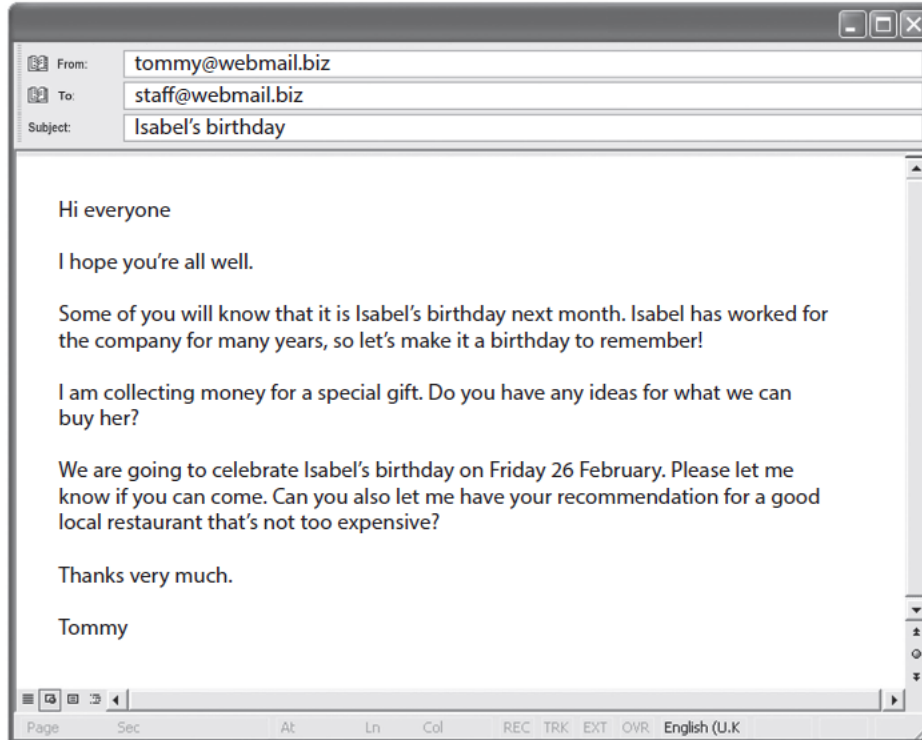 From: tommy@webmail.biz
To: staff@webmail.biz
Subject: Isabel's birthday
Hi everyone
I hope you're all well.
Some of you will know that it is Isabel's birthday next month. Isabel has worked for
the company for many years, so let's make it a birthday to remember!
I am collecting money for a special gift. Do you have any ideas for what we can
buy her?
We are going to celebrate Isabel's birthday on Friday 26 February. Please let me
know if you can come. Can you also let me have your recommendation for a good
local restaurant that's not too expensive?
Thanks very much.
Tommy
Page Sec At Ln Col REC TRK EXT OVR English (U.K